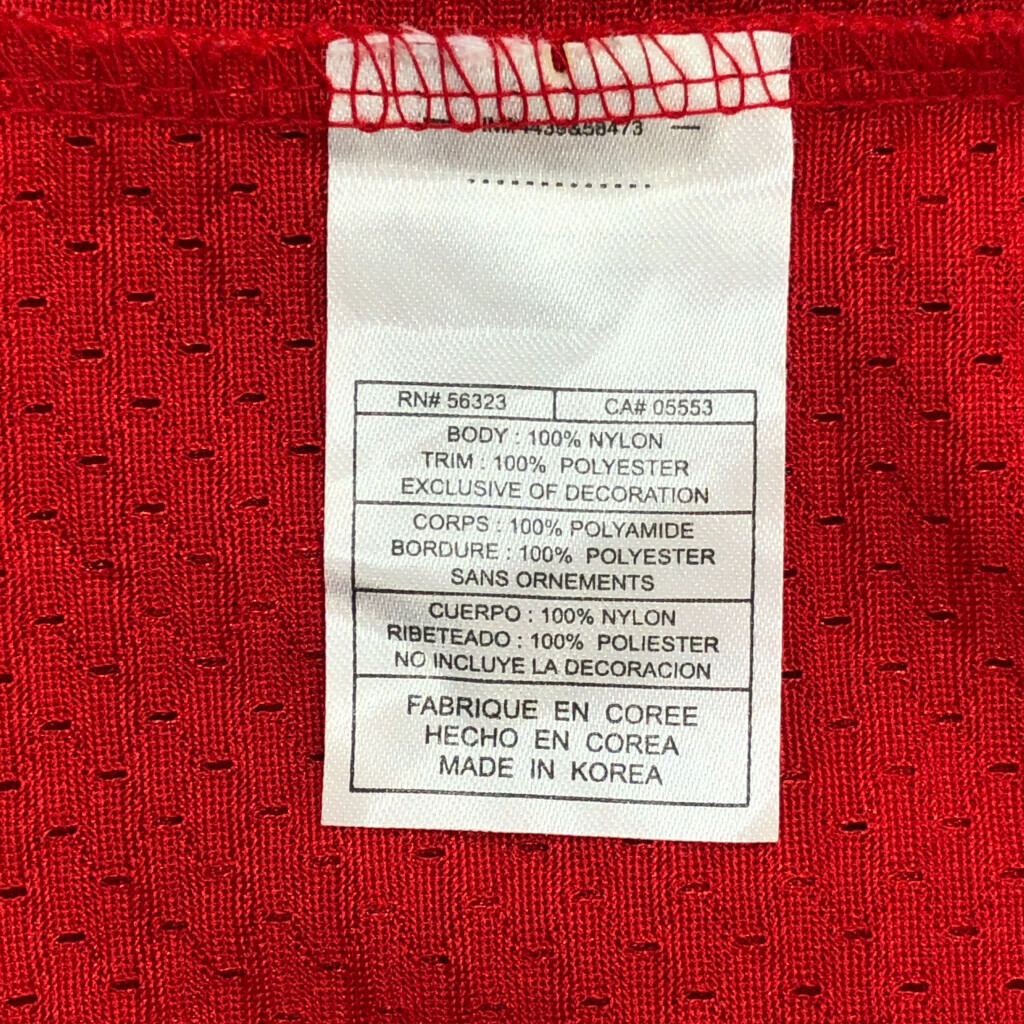 RN# 56323 CA# 05553
BODY : 100% NYLON
TRIM : 100% POLYESTER
EXCLUSIVE OF DECORATION
CORPS : 100% POLYAMIDE
BORDURE : 100% POLYESTER
SANS ORNEMENTS
CUERPO : 100% NYLON
RIBETEADO : 100% POLIESTER
NO INCLUYE LA DECORACION
FABRIQUE EN COREE
HECHO EN COREA
MADE IN KOREA